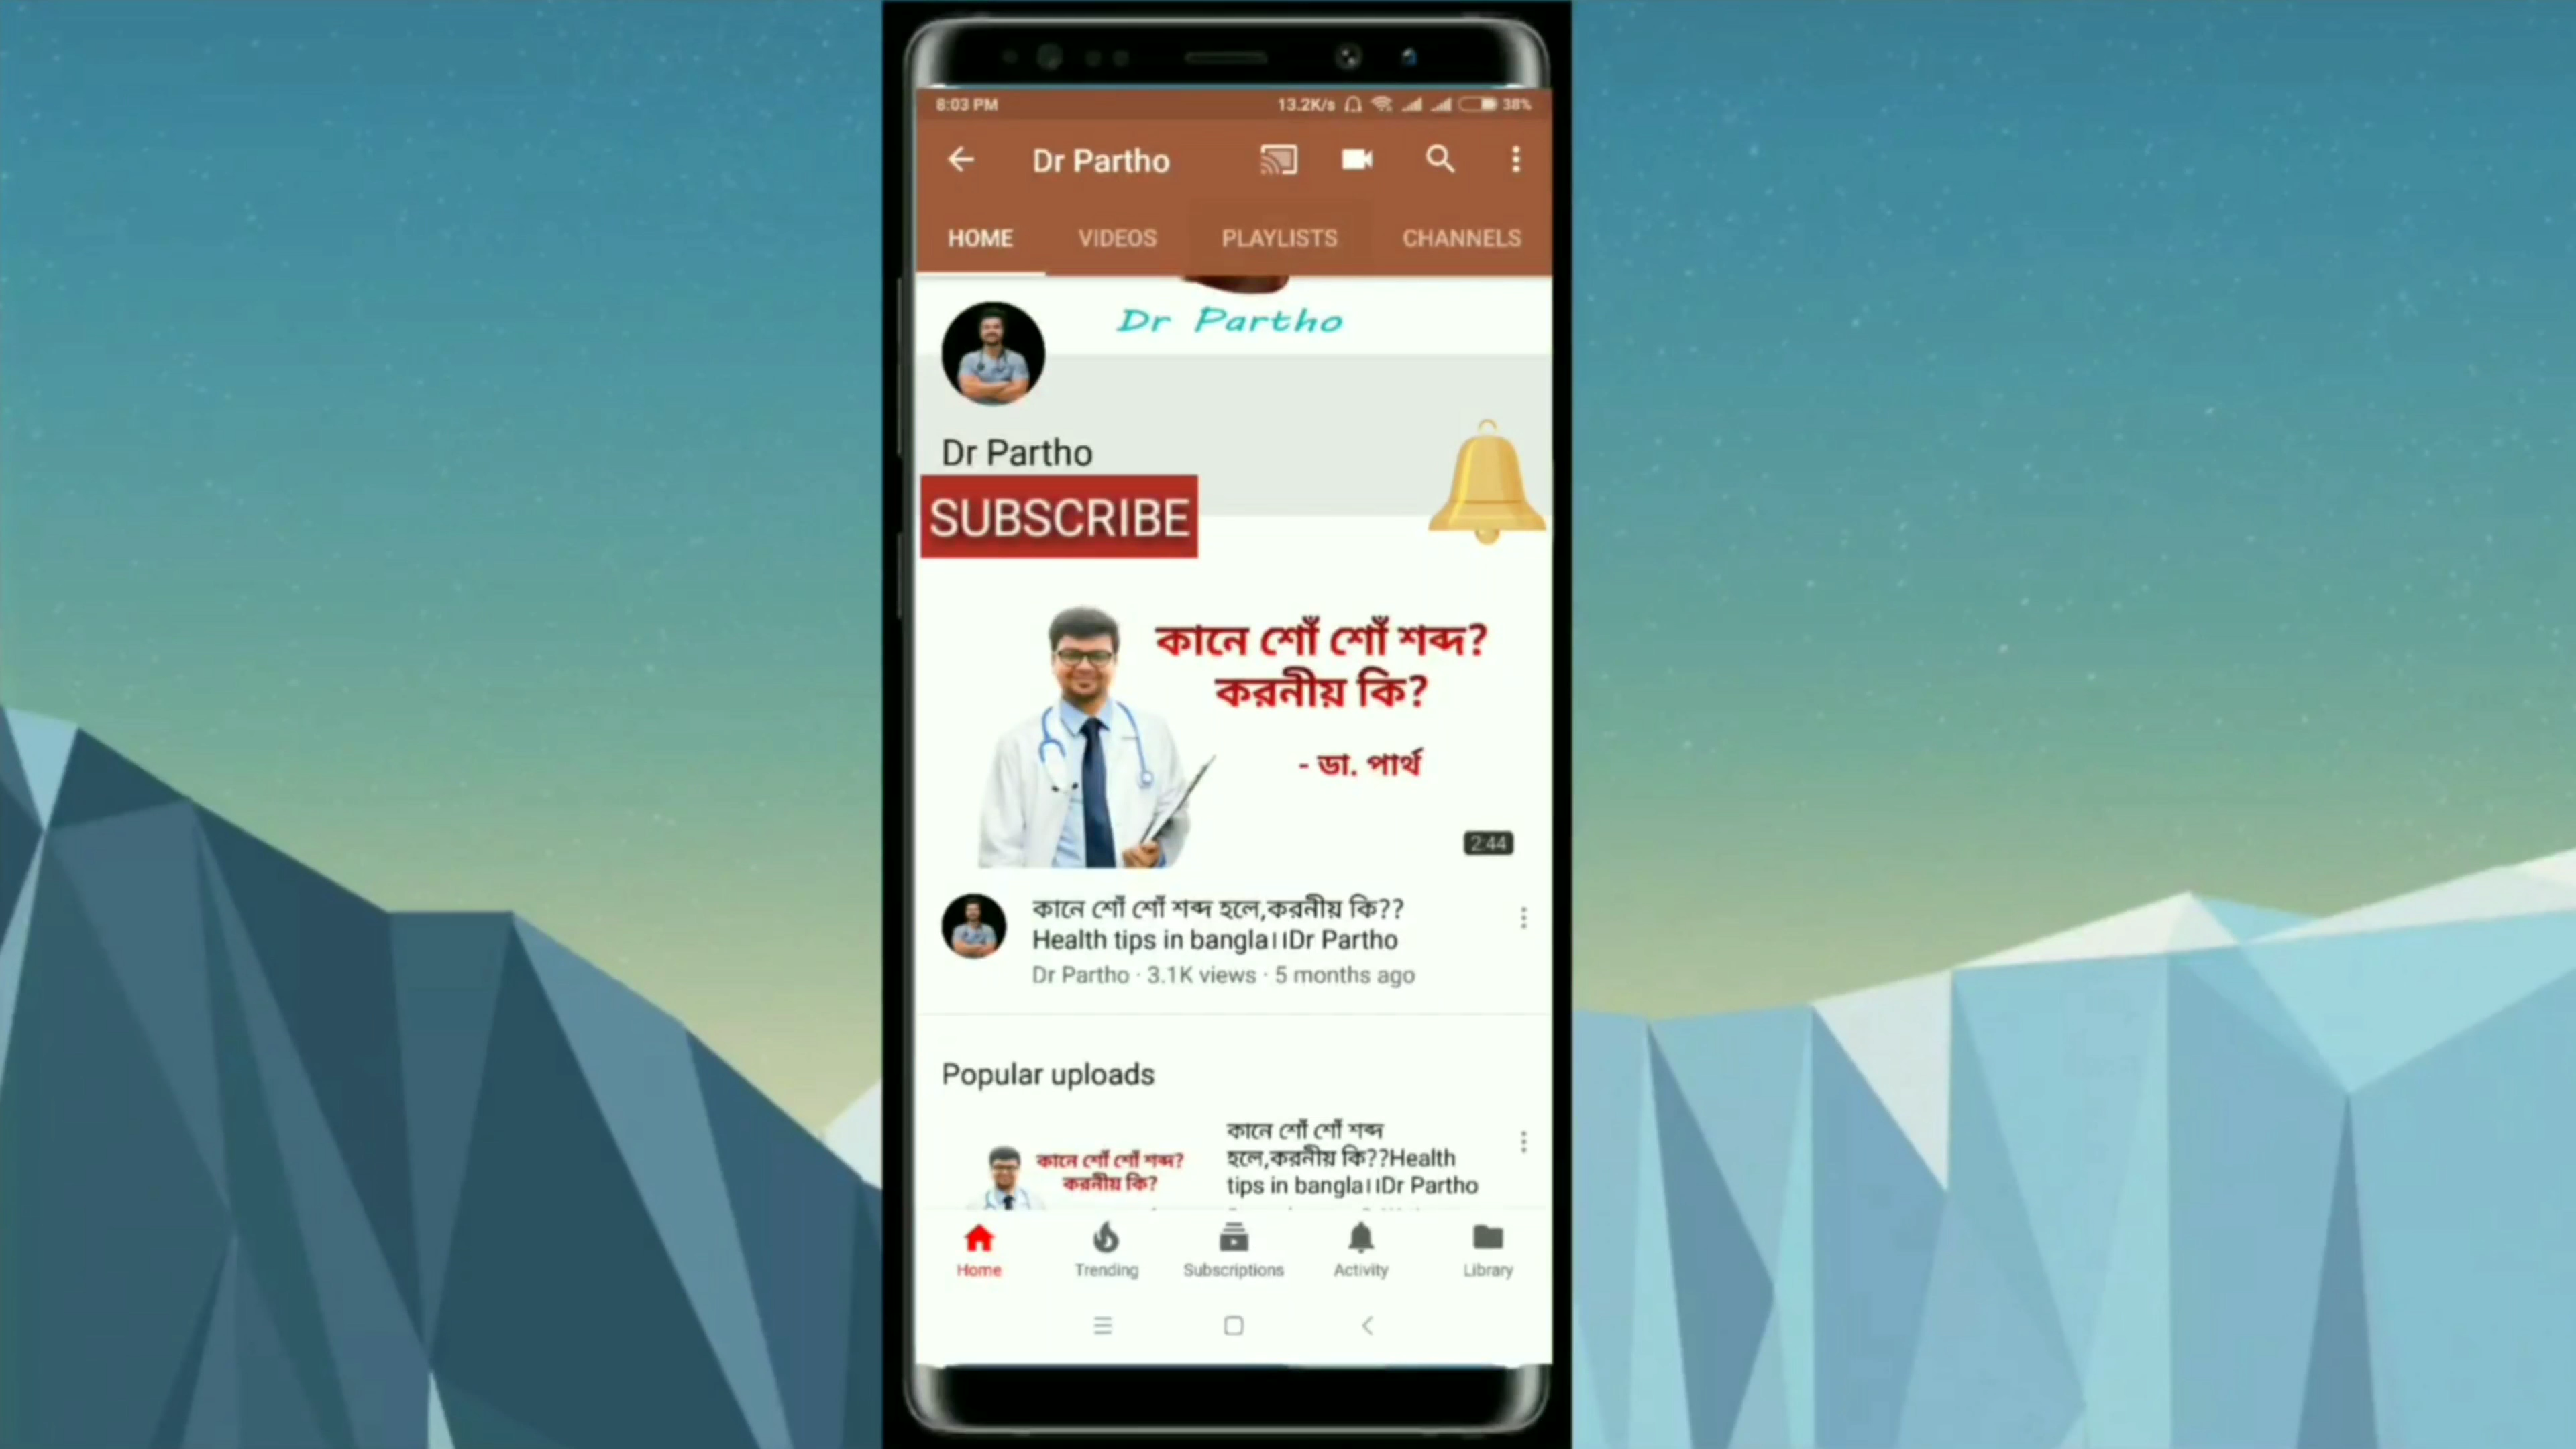 8:03 PM
13.2K/s
38%
Dr Partho
HOME
VIDEOS
PLAYLISTS
CHANNELS
Dr Partho
Dr Partho
SUBSCRIBE
কানে শোঁ শোঁ শব্দ?
করনীয় কি?
- ডা. পার্থ
2:44
কানে শোঁ শোঁ শব্দ হলে,করনীয় কি??
Health tips in bangla।।Dr Partho
Dr Partho · 3.1K views · 5 months ago
Popular uploads
কানে শোঁ শোঁ শব্দ?
করনীয় কি?
কানে শোঁ শোঁ শব্দ
হলে,করনীয় কি??Health
tips in bangla।।Dr Partho
Home
Trending
Subscriptions
Activity
Library